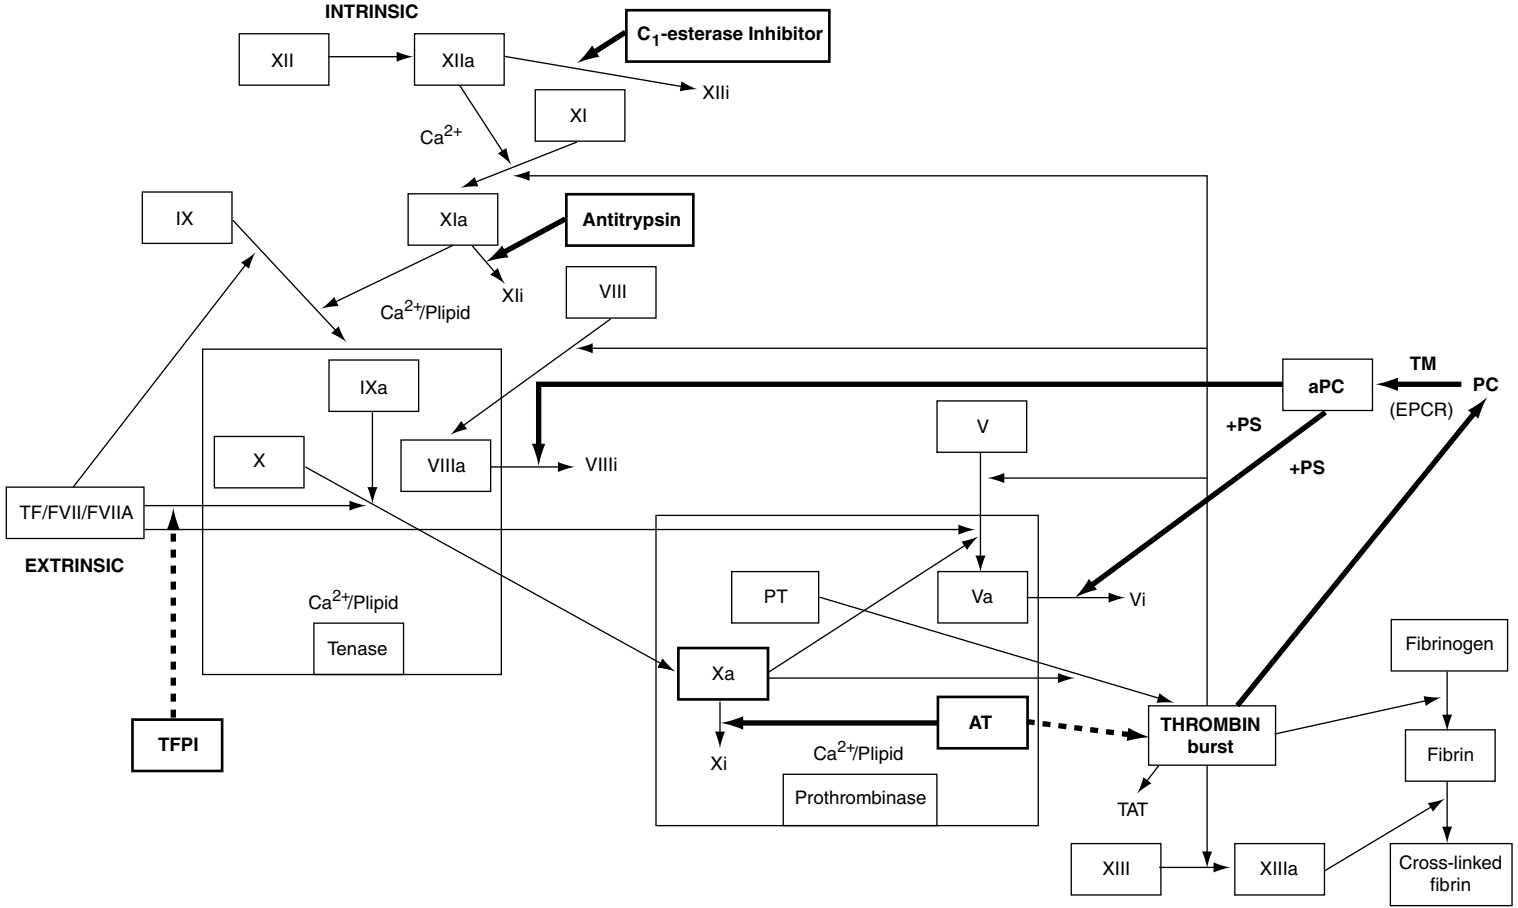 INTRINSIC
XII
XIIa
C1-esterase Inhibitor
XIIi
XI
Ca2+
IX
XIa
Antitrypsin
XIi
VIII
Ca2+/Plipid
IXa
aPC
TM
PC
(EPCR)
V
+PS
+PS
X
VIIIa
VIIIi
TF/FVII/FVIIA
EXTRINSIC
Ca2+/Plipid
Tenase
PT
Va
Vi
Xa
Fibrinogen
TFPI
AT
THROMBIN
burst
Xi
Ca2+/Plipid
Fibrin
Prothrombinase
TAT
XIII
XIIIa
Cross-linked
fibrin